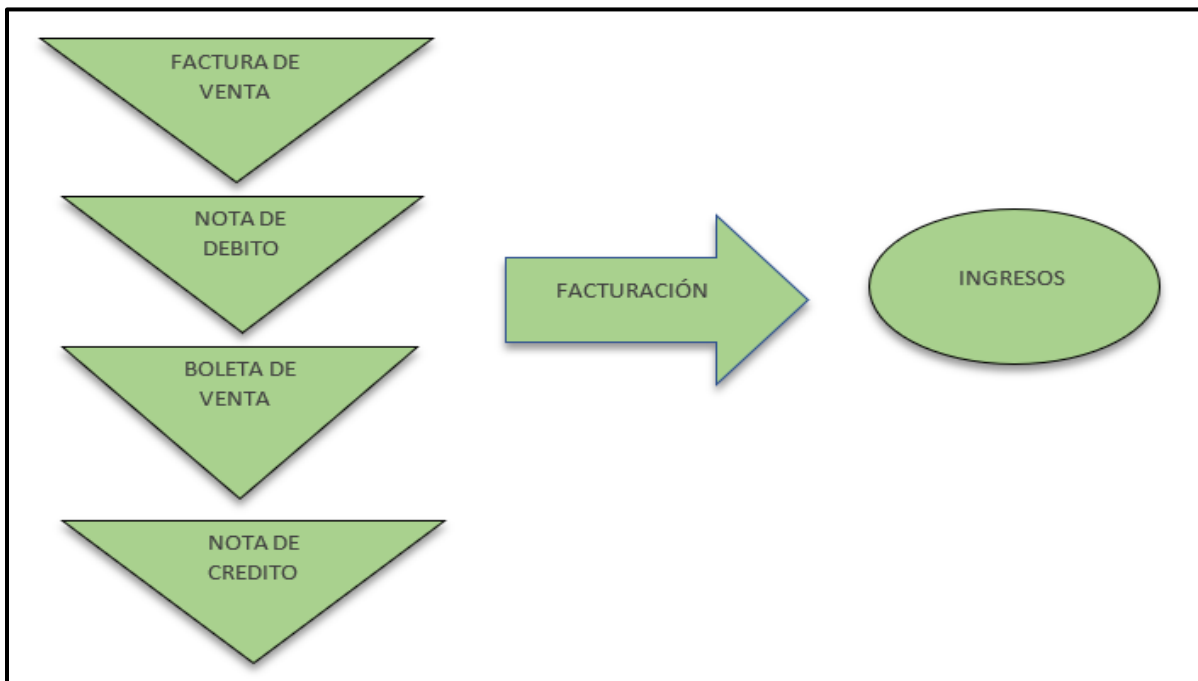 FACTURA DE
VENTA
NOTA DE
DEBITO
BOLETA DE
VENTA
NOTA DE
CREDITO
FACTURACIÓN
INGRESOS